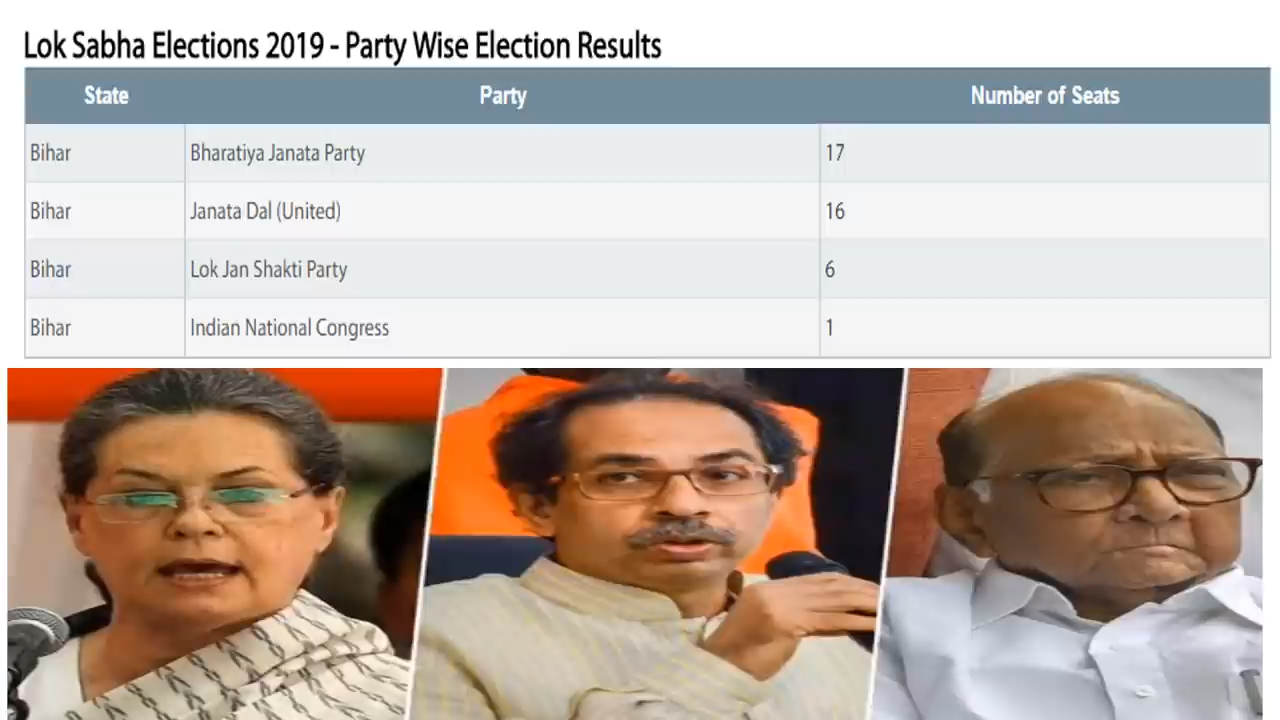 Lok Sabha Elections 2019 - Party Wise Election Results
State Party Number of Seats
Bihar Bharatiya Janata Party 17
Bihar Janata Dal (United) 16
Bihar Lok Jan Shakti Party 6
Bihar Indian National Congress 1